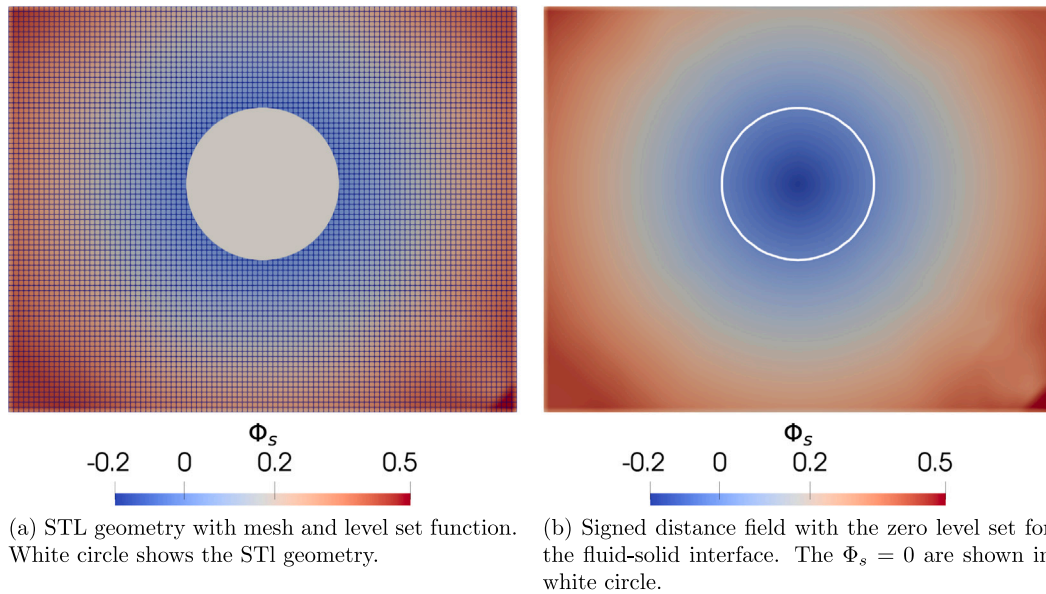 Φs
-0.2 0 0.2 0.5
(a) STL geometry with mesh and level set function.
White circle shows the STl geometry.
Φs
-0.2 0 0.2 0.5
(b) Signed distance field with the zero level set for
the fluid-solid interface. The Φs = 0 are shown in
white circle.